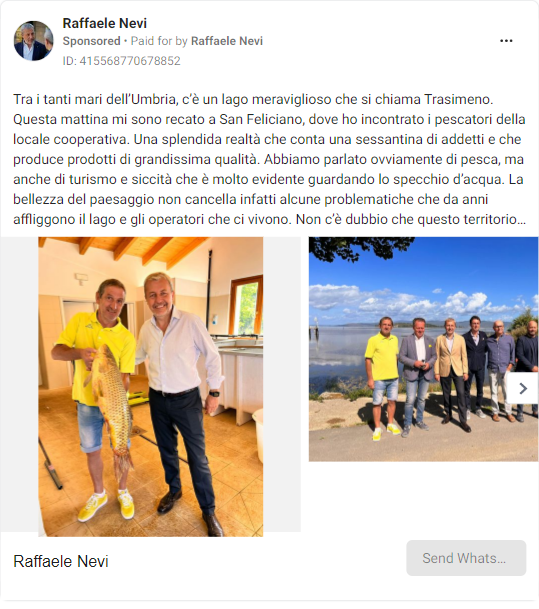 Raffaele Nevi
Sponsored • Paid for by Raffaele Nevi
ID: 415568770678852
Tra i tanti mari dell’Umbria, c’è un lago meraviglioso che si chiama Trasimeno.
Questa mattina mi sono recato a San Feliciano, dove ho incontrato i pescatori della
locale cooperativa. Una splendida realtà che conta una sessantina di addetti e che
produce prodotti di grandissima qualità. Abbiamo parlato ovviamente di pesca, ma
anche di turismo e siccità che è molto evidente guardando lo specchio d’acqua. La
bellezza del paesaggio non cancella infatti alcune problematiche che da anni
affliggono il lago e gli operatori che ci vivono. Non c’è dubbio che questo territorio...
Raffaele Nevi
Send Whats...